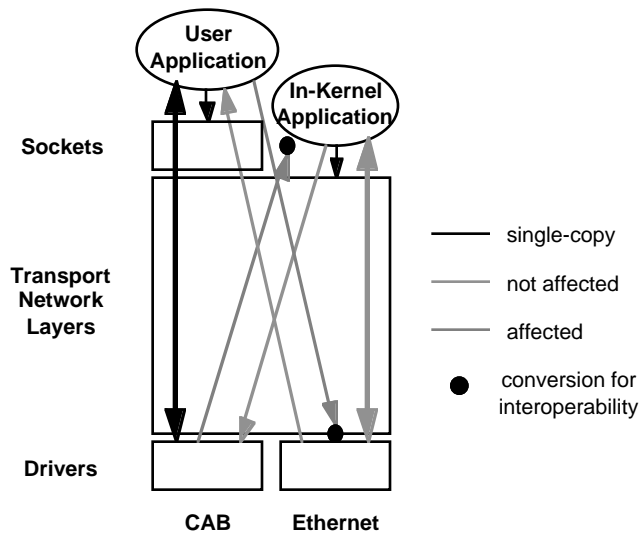 User
Application
In-Kernel
Application
Sockets
single-copy
Transport
Network
Layers
not affected
affected
conversion for
interoperability
Drivers
CAB
Ethernet